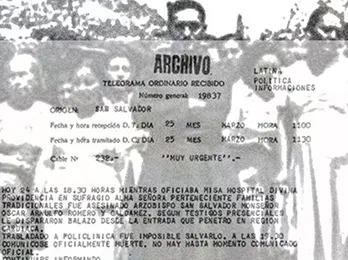 ARCHIVO
TELEGRAMA ORDINARIO RECIBIDO
LATINA
POLITICA
INFORMACIONES
Número general: 19837
ORIGEN: SAN SALVADOR
Fecha y hora recepción D. T. DIA 25 MES MARZO HORA 1100
Fecha y hora tramitado D. C. DIA 25 MES MARZO HORA 1130
Cable Nº 232.- ''MUY URGENTE''.-
HOY 24 A LAS 18.30 HORAS MIENTRAS OFICIABA MISA HOSPITAL DIVINA
PROVIDENCIA EN SUFRAGIO ALMA SEÑORA PERTENECIENTE FAMILIAS
TRADICIONALES FUE ASESINADO ARZOBISPO SAN SALVADOR MONSEÑOR
OSCAR ARNULFO ROMERO Y GALDAMEZ. SEGUN TESTIGOS PRESENCIALES
LE DISPARARON BALAZO DESDE LA ENTRADA QUE PENETRO EN REGION
CARDIACA.
TRASLADADO A POLICLINICA FUE IMPOSIBLE SALVARLO, A LAS 19.30
COMUNICOSE OFICIALMENTE MUERTE, NO HAY HASTA MOMENTO COMUNICADO
OFICIAL.
CONTINUARE INFORMANDO